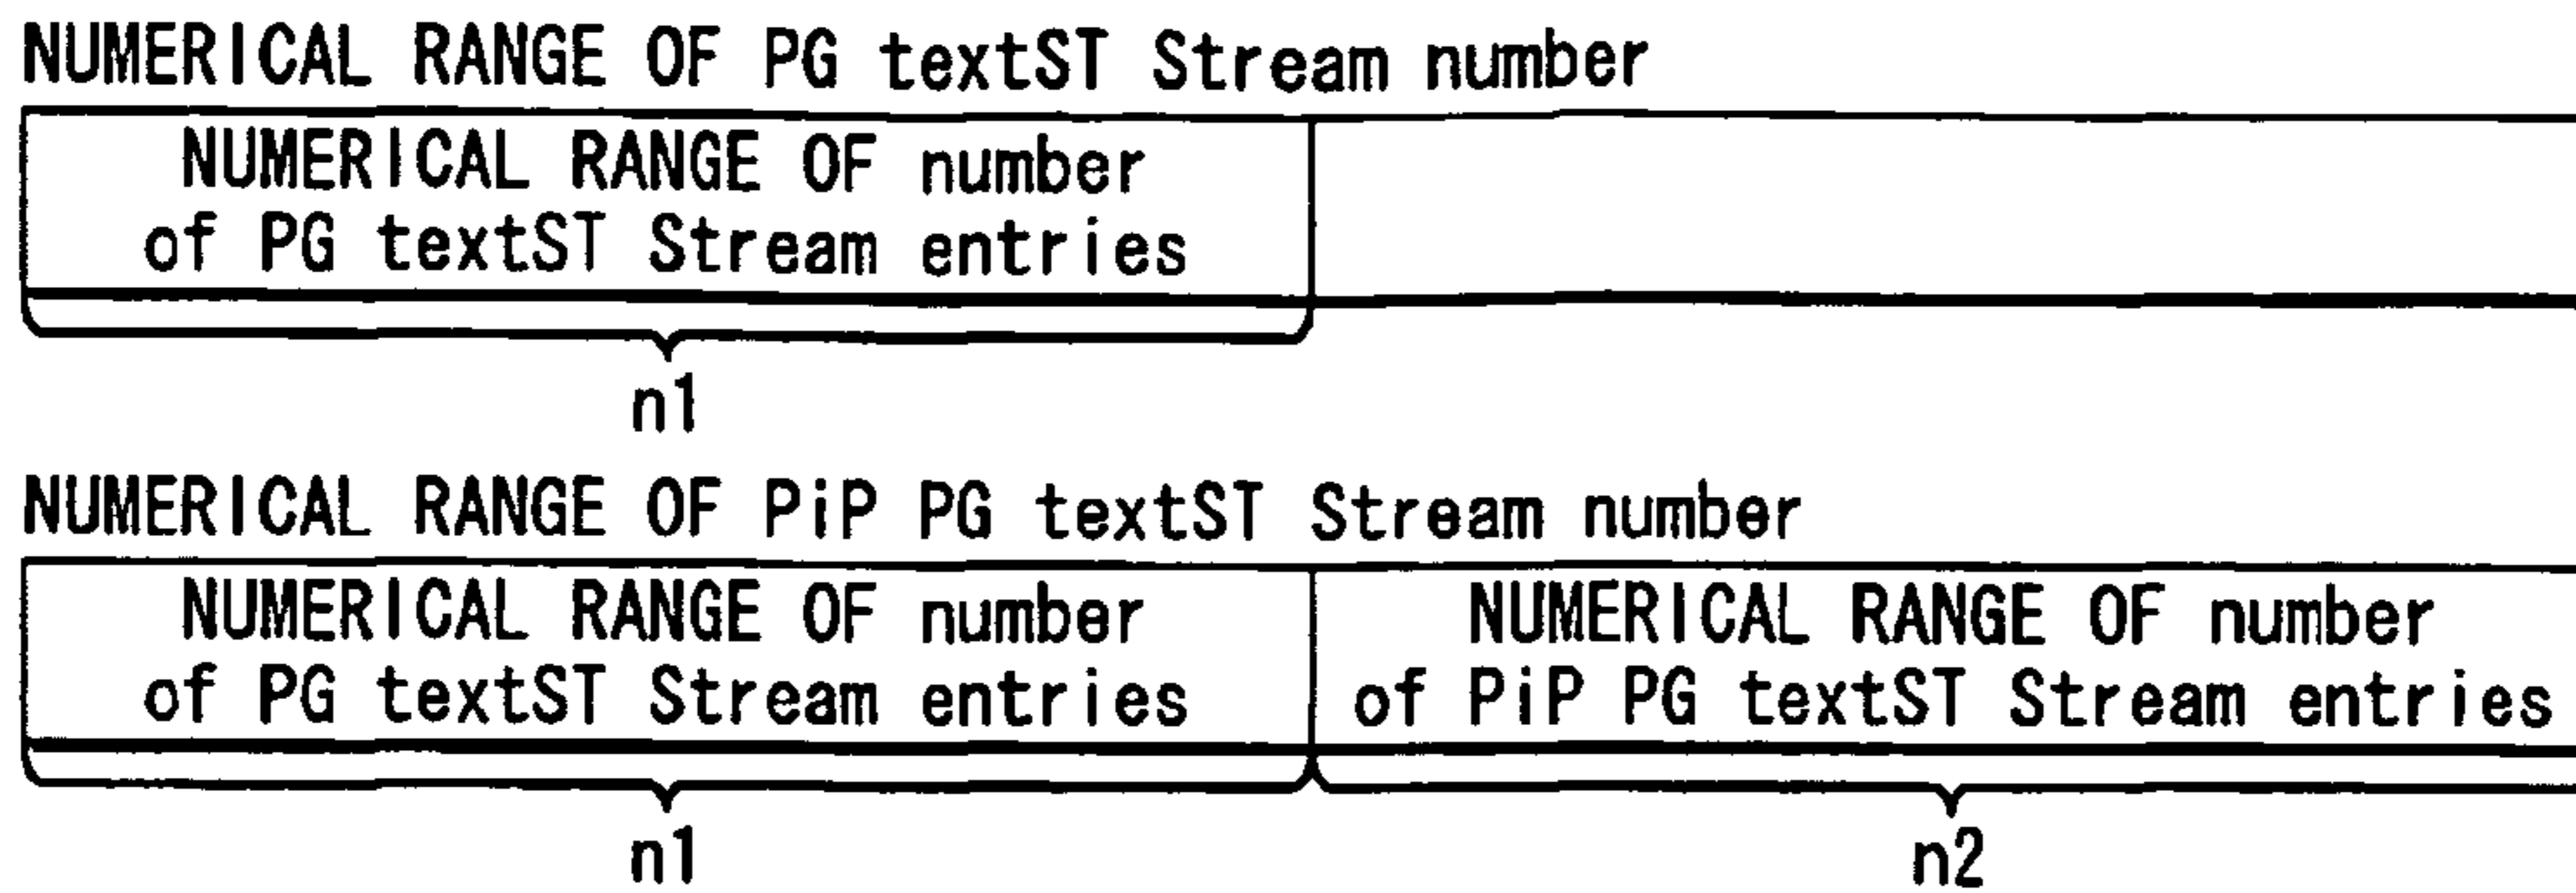 NUMERICAL RANGE OF PG textST Stream number
NUMERICAL RANGE OF number
of PG textST Stream entries
n1
NUMERICAL RANGE OF PiP PG textST Stream number
NUMERICAL RANGE OF number
of PG textST Stream entries
NUMERICAL RANGE OF number
of PiP PG textST Stream entries
n1
n2